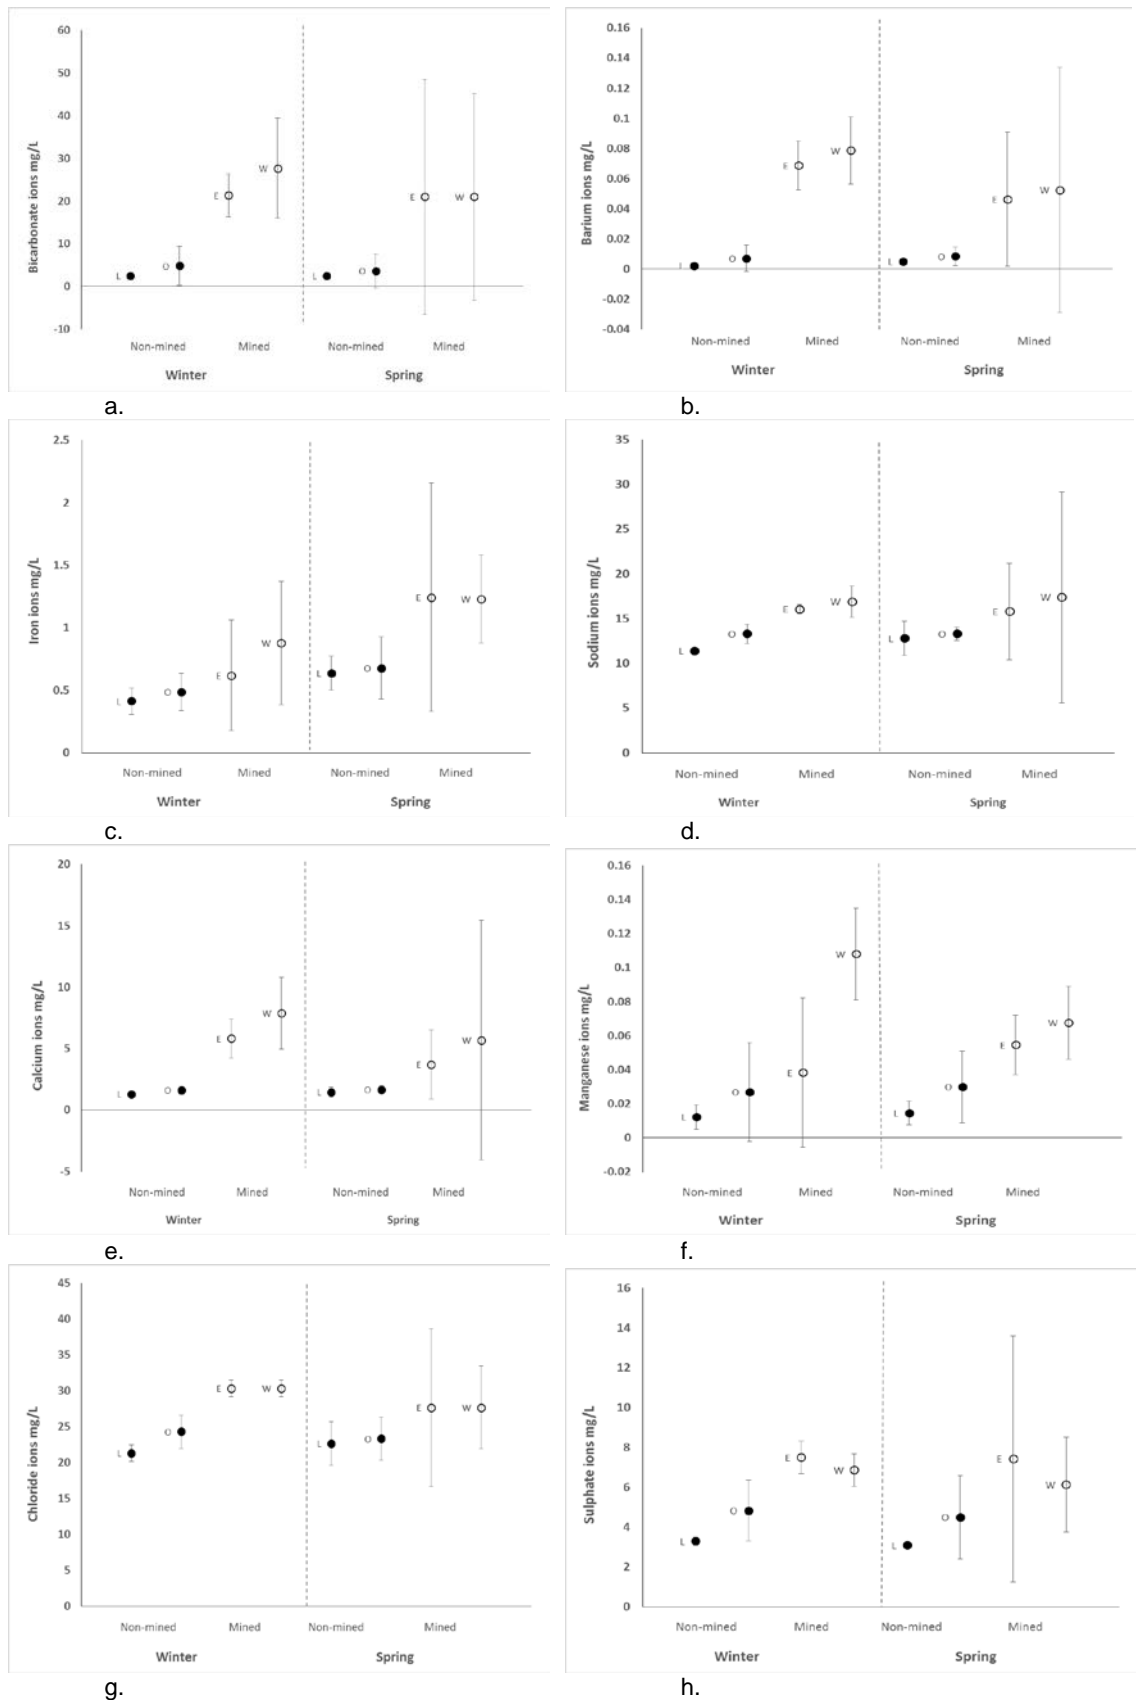 60
50
40
30
20
10
0
-10
Bicarbonate ions mg/L
L
O
E
W
L
O
E
W
Non-mined Mined Non-mined Mined
Winter Spring
a.
0.16
0.14
0.12
0.1
0.08
0.06
0.04
0.02
0
-0.02
-0.04
Barium ions mg/L
L
O
E
W
L
O
E
W
Non-mined Mined Non-mined Mined
Winter Spring
b.
2.5
2
1.5
1
0.5
0
Iron ions mg/L
L
O
E
W
L
O
E
W
Non-mined Mined Non-mined Mined
Winter Spring
c.
35
30
25
20
15
10
5
0
Sodium ions mg/L
L
O
E
W
L
O
E
W
Non-mined Mined Non-mined Mined
Winter Spring
d.
20
15
10
5
0
-5
Calcium ions mg/L
L
O
E
W
L
O
E
W
Non-mined Mined Non-mined Mined
Winter Spring
e.
0.16
0.14
0.12
0.1
0.08
0.06
0.04
0.02
0
-0.02
Manganese ions mg/L
L
O
E
W
L
O
E
W
Non-mined Mined Non-mined Mined
Winter Spring
f.
45
40
35
30
25
20
15
10
5
0
Chloride ions mg/L
L
O
E
W
L
O
E
W
Non-mined Mined Non-mined Mined
Winter Spring
g.
16
14
12
10
8
6
4
2
0
Sulphate ions mg/L
L
O
E
W
L
O
E
W
Non-mined Mined Non-mined Mined
Winter Spring
h.